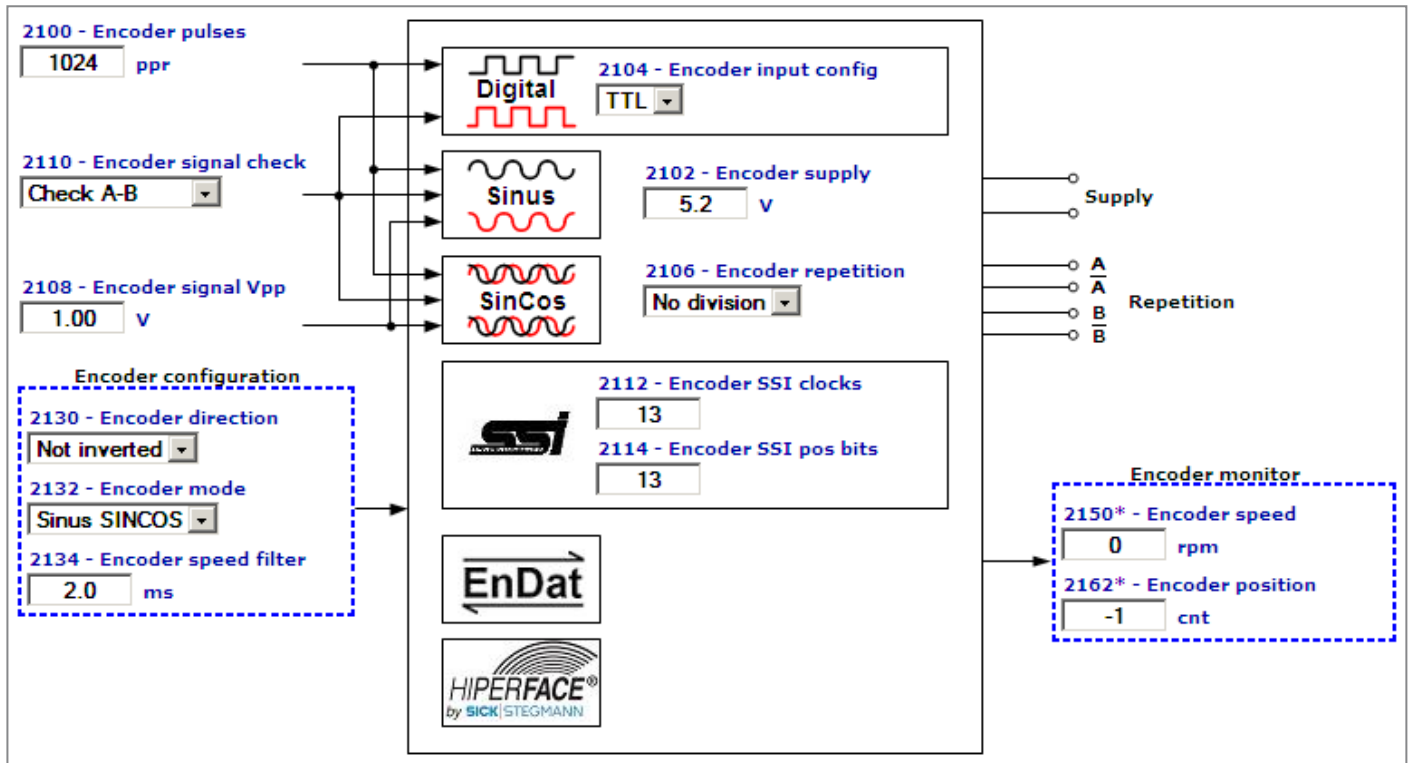 2100 - Encoder pulses
1024 ppr
2110 - Encoder signal check
Check A-B
2108 - Encoder signal Vpp
1.00 V
Encoder configuration
2130 - Encoder direction
Not inverted
2132 - Encoder mode
Sinus SINCOS
2134 - Encoder speed filter
2.0 ms
Digital
2104 - Encoder input config
TTL
Sinus
2102 - Encoder supply
5.2 V
SinCos
2106 - Encoder repetition
No division
SSI
2112 - Encoder SSI clocks
13
2114 - Encoder SSI pos bits
13
EnDat
HIPERFACE®
by SICK|STEGMANN
Supply
A
A
B
B
Repetition
Encoder monitor
2150* - Encoder speed
0 rpm
2162* - Encoder position
-1 cnt